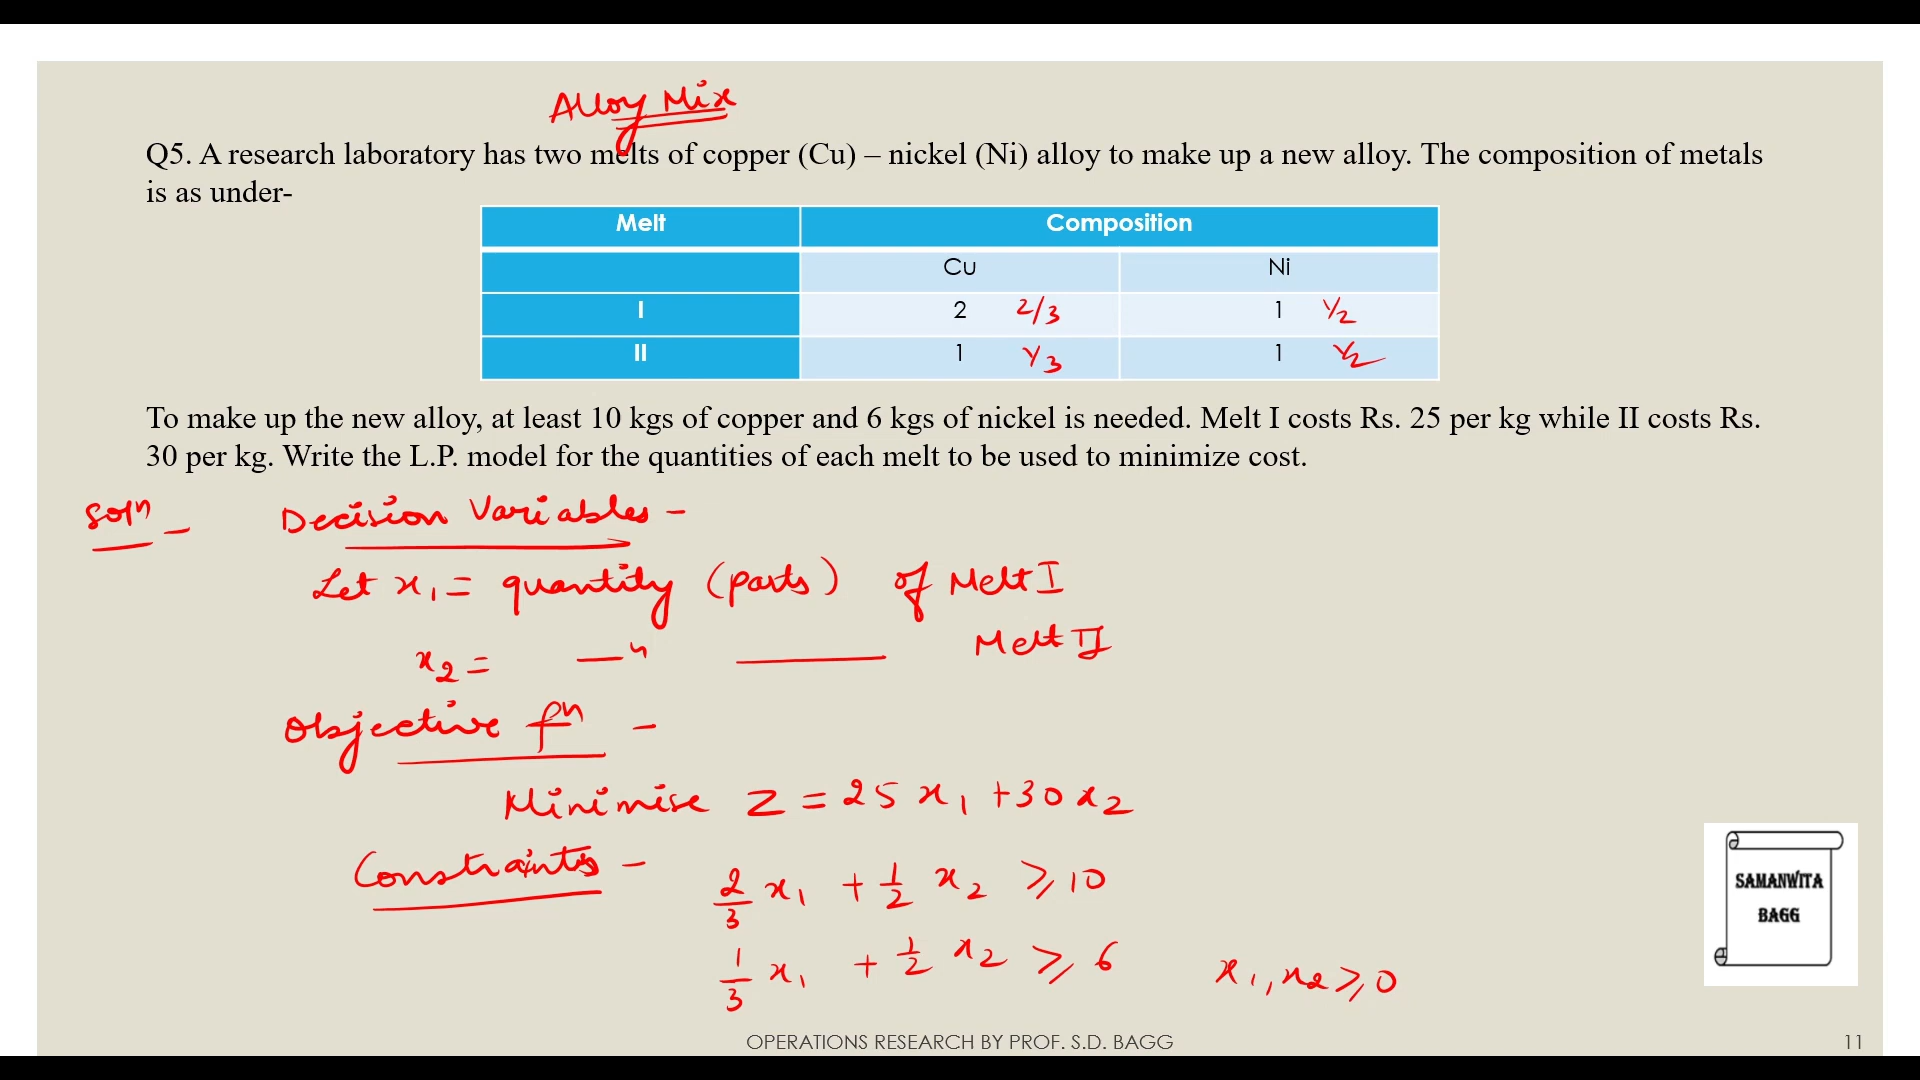 Alloy Mix
Q5. A research laboratory has two melts of copper (Cu) – nickel (Ni) alloy to make up a new alloy. The composition of metals
is as under-
Melt Composition
Cu Ni
I 2 2/3 1 1/2
II 1 1/3 1 1/2
To make up the new alloy, at least 10 kgs of copper and 6 kgs of nickel is needed. Melt I costs Rs. 25 per kg while II costs Rs.
30 per kg. Write the L.P. model for the quantities of each melt to be used to minimize cost.
Solⁿ – Decision Variables –
Let x₁ = quantity (parts) of Melt I
x₂ = —〃 ——— Melt II
Objective fⁿ –
Minimise Z = 25 x₁ + 30 x₂
Constraints –
2/3 x₁ + 1/2 x₂ ≥ 10
1/3 x₁ + 1/2 x₂ ≥ 6 x₁, x₂ ≥ 0
SAMANWITA
BAGG
OPERATIONS RESEARCH BY PROF. S.D. BAGG 11